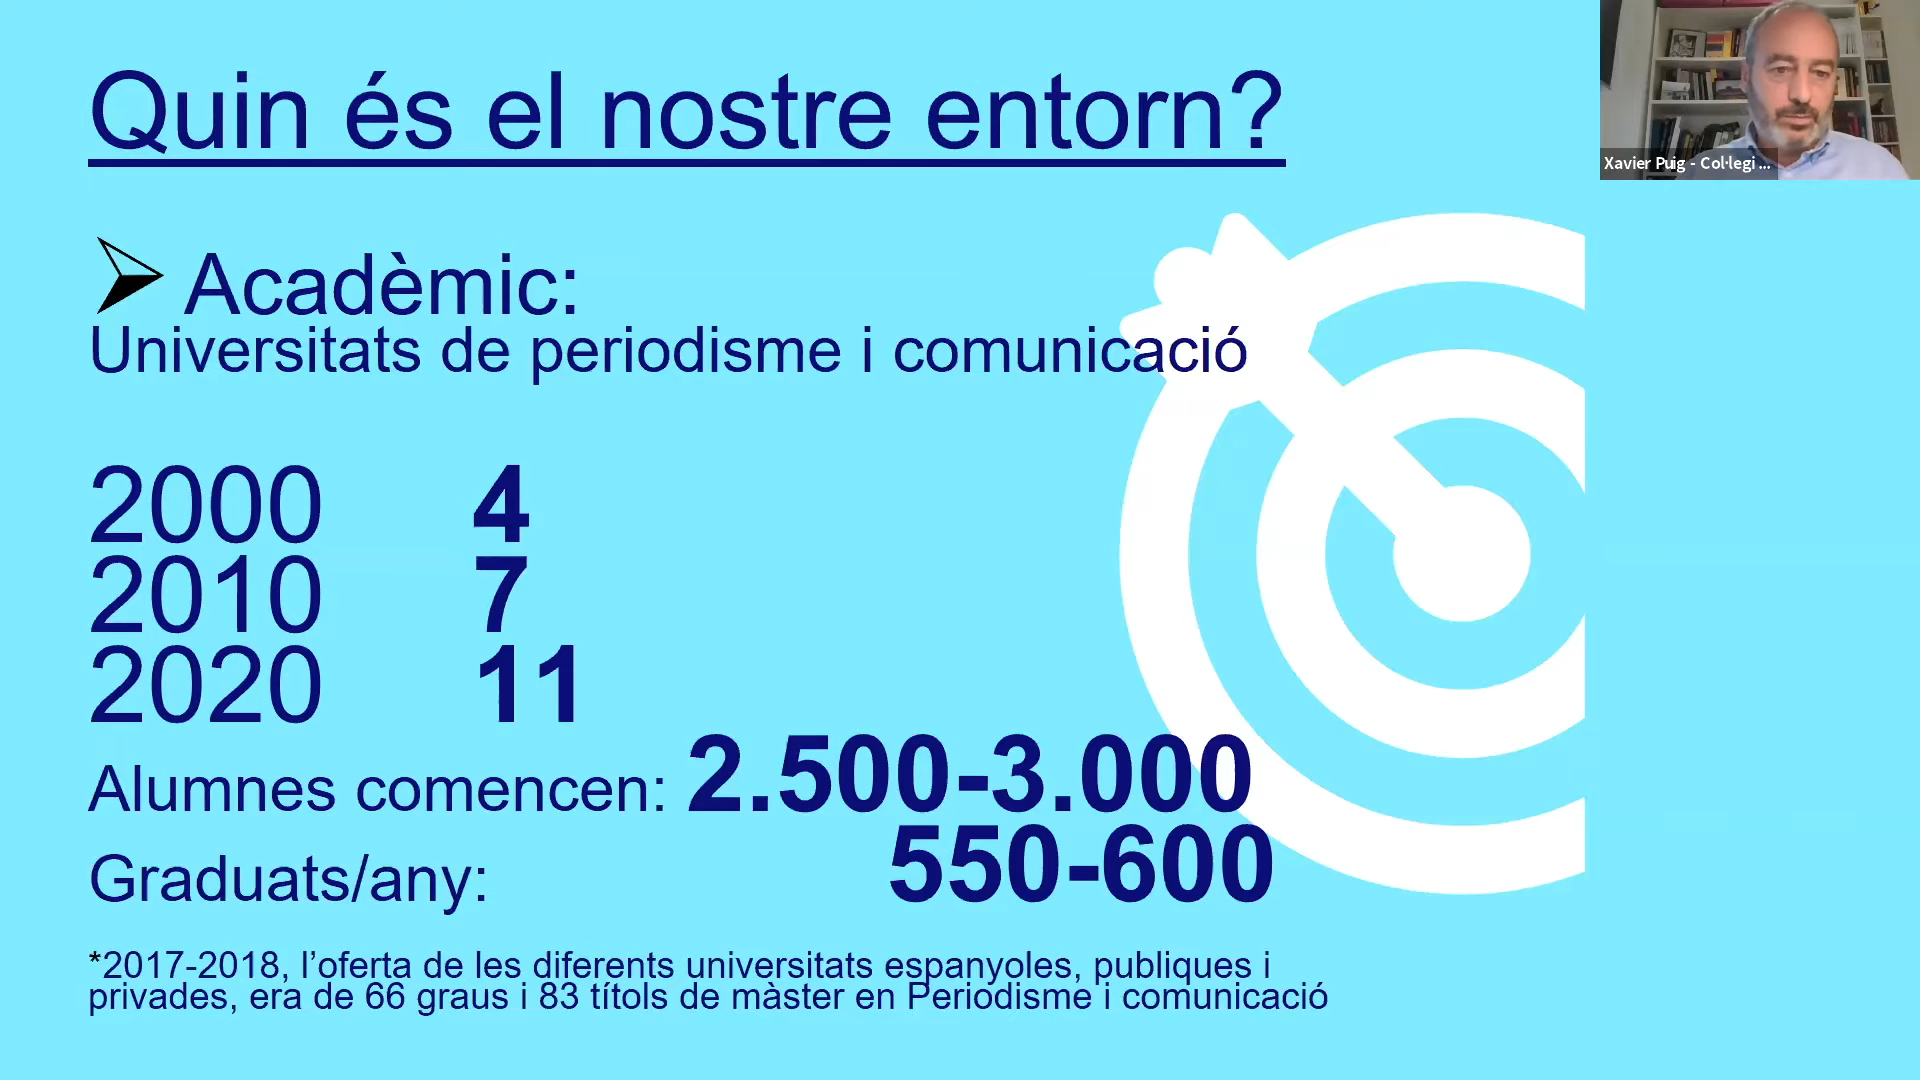 Quin és el nostre entorn?
Xavier Puig - Col·legi ...
Acadèmic:
Universitats de periodisme i comunicació
2000 4
2010 7
2020 11
Alumnes comencen: 2.500-3.000
Graduats/any: 550-600
*2017-2018, l’oferta de les diferents universitats espanyoles, publiques i
privades, era de 66 graus i 83 títols de màster en Periodisme i comunicació